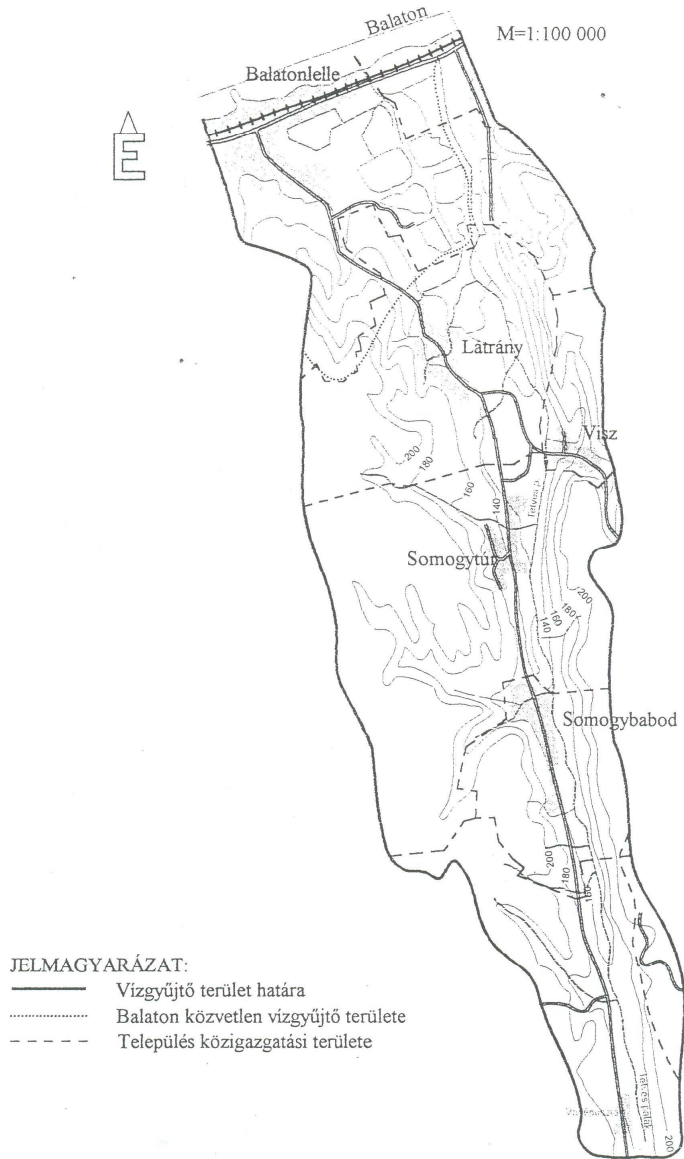 Balaton
M=1:100 000
Balatonlelle
É
Látrány
Visz
200
180
160
140
Tetves p.
Somogytúr
200
180
160
140
Somogybabod
200
180
160
JELMAGYARÁZAT:
Vízgyűjtő terület határa
Balaton közvetlen vízgyűjtő területe
Település közigazgatási területe
200